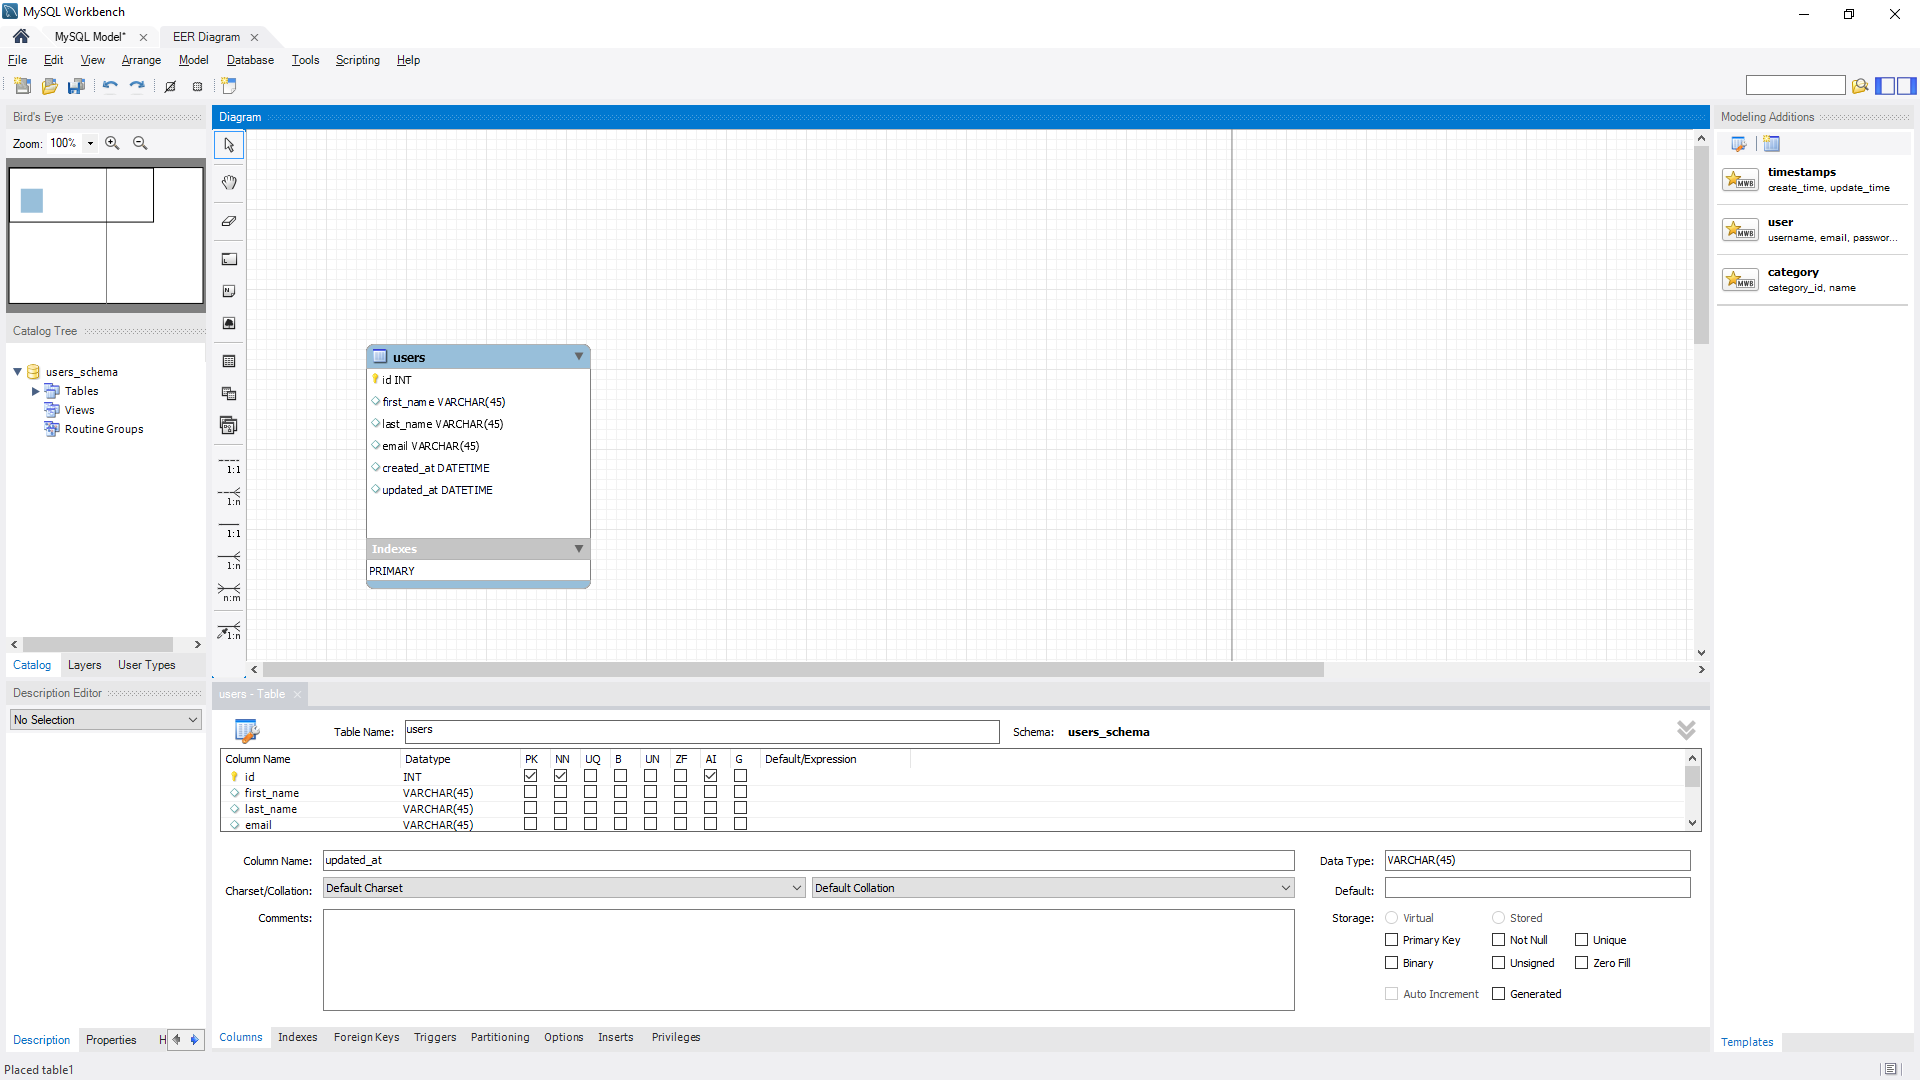 MySQL Workbench
MySQL Model* EER Diagram
File Edit View Arrange Model Database Tools Scripting Help
Bird's Eye
Zoom: 100%
Catalog Tree
users_schema
Tables
Views
Routine Groups
Catalog Layers User Types
Description Editor
No Selection
Description Properties H
Placed table1
Diagram
1:1
1:n
1:1
1:n
n:m
1:n
users
id INT
first_name VARCHAR(45)
last_name VARCHAR(45)
email VARCHAR(45)
created_at DATETIME
updated_at DATETIME
Indexes
PRIMARY
users - Table
Table Name: users Schema: users_schema
Column Name Datatype PK NN UQ B UN ZF AI G Default/Expression
id INT
first_name VARCHAR(45)
last_name VARCHAR(45)
email VARCHAR(45)
Column Name: updated_at Data Type: VARCHAR(45)
Charset/Collation: Default Charset Default Collation Default:
Comments: Storage: Virtual Stored
Primary Key Not Null Unique
Binary Unsigned Zero Fill
Auto Increment Generated
Columns Indexes Foreign Keys Triggers Partitioning Options Inserts Privileges
Modeling Additions
MWB timestamps
create_time, update_time
MWB user
username, email, passwor...
MWB category
category_id, name
Templates